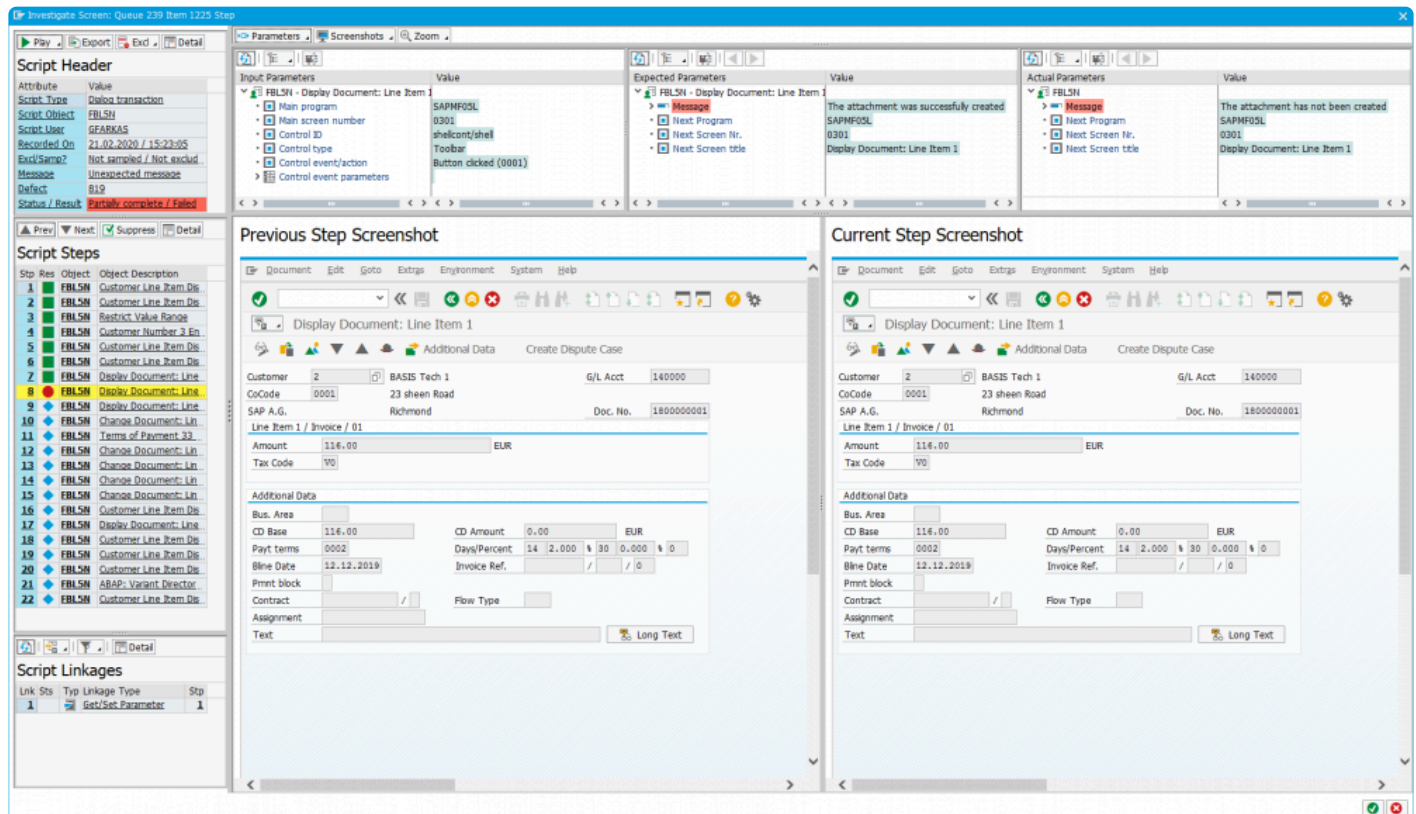 Investigate Screen: Queue 239 Item 1225 Step
Play Export Excl Detail
Script Header
Attribute Value
Script Type Dialog transaction
Script Object FBL5N
Script User GFARKAS
Recorded On 21.02.2020 / 15:23:05
Excl/Samp? Not sampled / Not exclud
Message Unexpected message
Defect 819
Status / Result Partially complete / Failed
Parameters Screenshots Zoom
Input Parameters Value
FBL5N - Display Document: Line Item 1
Main program SAPMF05L
Main screen number 0301
Control ID shellcont/shell
Control type Toolbar
Control event/action Button clicked (0001)
Control event parameters
Expected Parameters Value
FBL5N - Display Document: Line Item 1
Message The attachment was successfully created
Next Program SAPMF05L
Next Screen Nr. 0301
Next Screen title Display Document: Line Item 1
Actual Parameters Value
FBL5N
Message The attachment has not been created
Next Program SAPMF05L
Next Screen Nr. 0301
Next Screen title Display Document: Line Item 1
Prev Next Suppress Detail
Script Steps
Stp Res Object Object Description
1 FBL5N Customer Line Item Dis
2 FBL5N Customer Line Item Dis
3 FBL5N Restrict Value Range
4 FBL5N Customer Number 3 En
5 FBL5N Customer Line Item Dis
6 FBL5N Customer Line Item Dis
7 FBL5N Display Document: Line
8 FBL5N Display Document: Line
9 FBL5N Display Document: Line
10 FBL5N Change Document: Lin
11 FBL5N Terms of Payment 33
12 FBL5N Change Document: Lin
13 FBL5N Change Document: Lin
14 FBL5N Change Document: Lin
15 FBL5N Change Document: Lin
16 FBL5N Customer Line Item Dis
17 FBL5N Display Document: Line
18 FBL5N Customer Line Item Dis
19 FBL5N Customer Line Item Dis
20 FBL5N Customer Line Item Dis
21 FBL5N ABAP: Variant Director
22 FBL5N Customer Line Item Dis
Detail
Script Linkages
Lnk Sts Typ Linkage Type Stp
1 Get/Set Parameter 1
Previous Step Screenshot
Document Edit Goto Extras Environment System Help
Display Document: Line Item 1
Additional Data Create Dispute Case
Customer 2 BASIS Tech 1 G/L Acct 140000
CoCode 0001 23 sheen Road
SAP A.G. Richmond Doc. No. 1800000001
Line Item 1 / Invoice / 01
Amount 116.00 EUR
Tax Code V0
Additional Data
Bus. Area
CD Base 116.00 CD Amount 0.00 EUR
Payt terms 0002 Days/Percent 14 2.000 % 30 0.000 % 0
Bline Date 12.12.2019 Invoice Ref. / / 0
Pmnt block
Contract / Flow Type
Assignment
Text Long Text
Current Step Screenshot
Document Edit Goto Extras Environment System Help
Display Document: Line Item 1
Additional Data Create Dispute Case
Customer 2 BASIS Tech 1 G/L Acct 140000
CoCode 0001 23 sheen Road
SAP A.G. Richmond Doc. No. 1800000001
Line Item 1 / Invoice / 01
Amount 116.00 EUR
Tax Code V0
Additional Data
Bus. Area
CD Base 116.00 CD Amount 0.00 EUR
Payt terms 0002 Days/Percent 14 2.000 % 30 0.000 % 0
Bline Date 12.12.2019 Invoice Ref. / / 0
Pmnt block
Contract / Flow Type
Assignment
Text Long Text